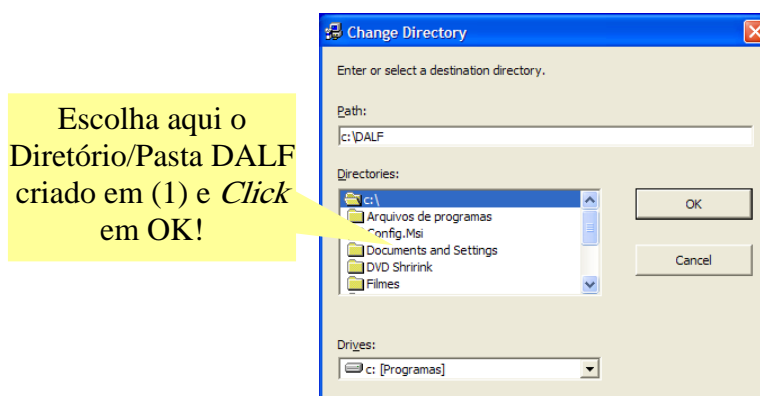 Escolha aqui o
Diretório/Pasta DALF
criado em (1) e Click
em OK!
Change Directory
Enter or select a destination directory.
Path:
c:\DALF
Directories:
c:\
Arquivos de programas
Config.Msi
Documents and Settings
DVD Shrirink
Filmes
OK
Cancel
Drives:
c: [Programas]